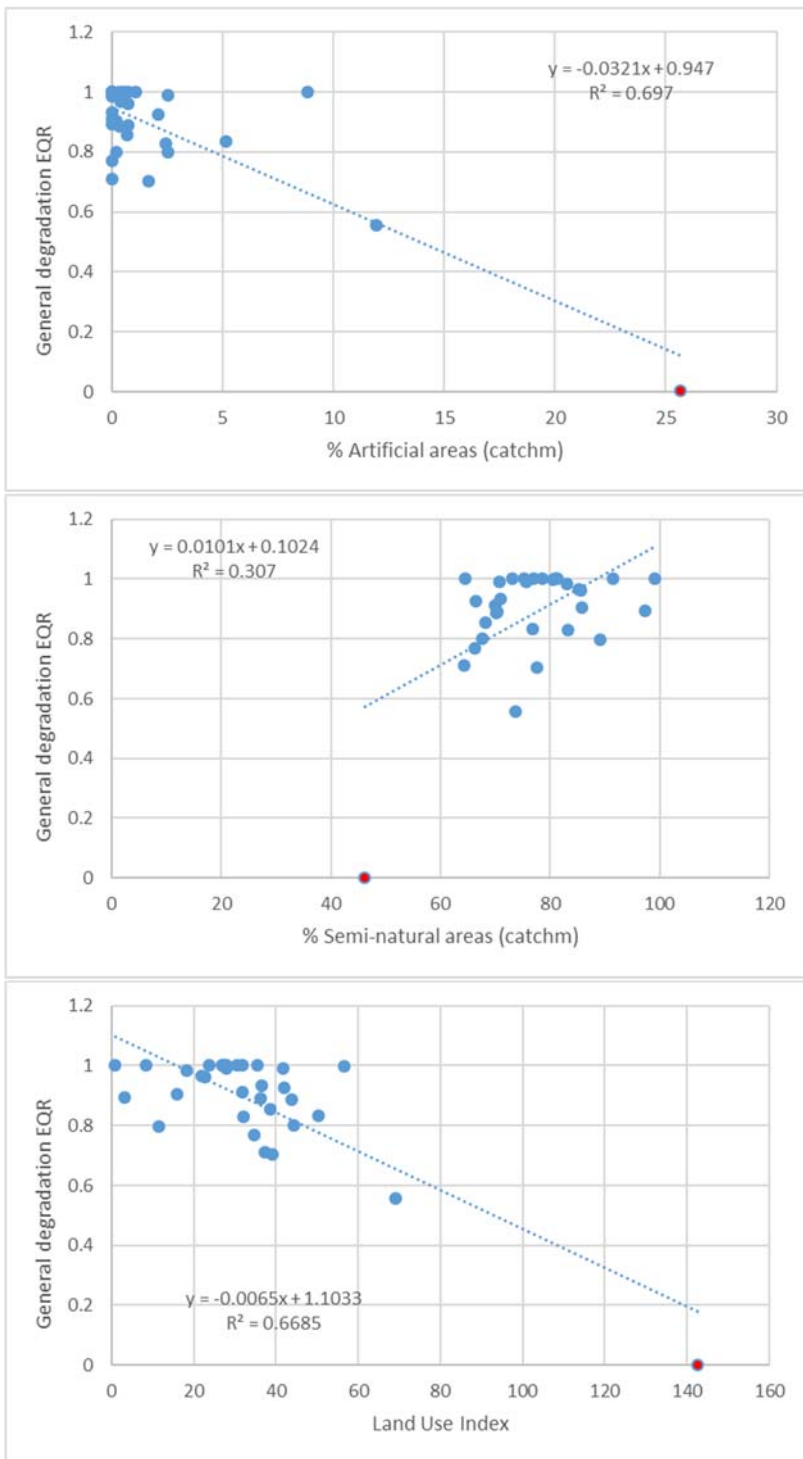 1.2
1
0.8
0.6
0.4
0.2
0
General degradation EQR
y = -0.0321x + 0.947
R² = 0.697
0 5 10 15 20 25 30
% Artificial areas (catchm)
1.2
1
0.8
0.6
0.4
0.2
0
General degradation EQR
y = 0.0101x + 0.1024
R² = 0.307
0 20 40 60 80 100 120
% Semi-natural areas (catchm)
1.2
1
0.8
0.6
0.4
0.2
0
General degradation EQR
y = -0.0065x + 1.1033
R² = 0.6685
0 20 40 60 80 100 120 140 160
Land Use Index